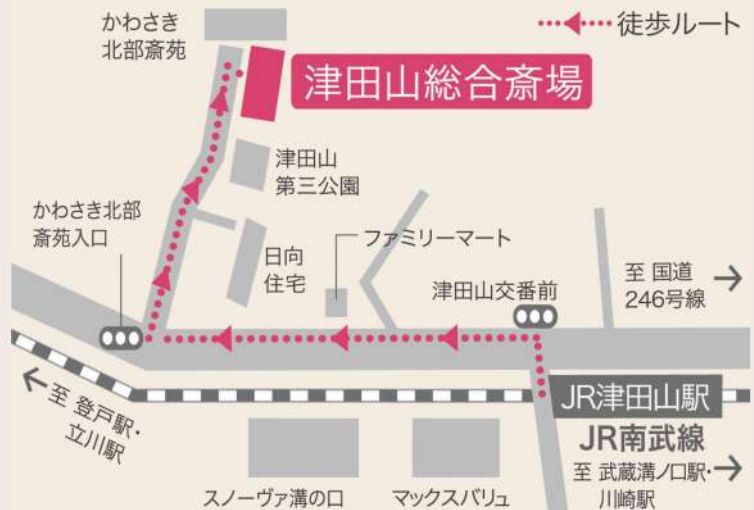 かわさき
北部斎苑
徒歩ルート
津田山総合斎場
津田山
第三公園
かわさき北部
斎苑入口
日向
住宅
ファミリーマート
津田山交番前
至 国道
246号線
至 登戸駅・
立川駅
JR津田山駅
JR南武線
至 武蔵溝ノ口駅・
川崎駅
スノーヴァ溝の口
マックスバリュ